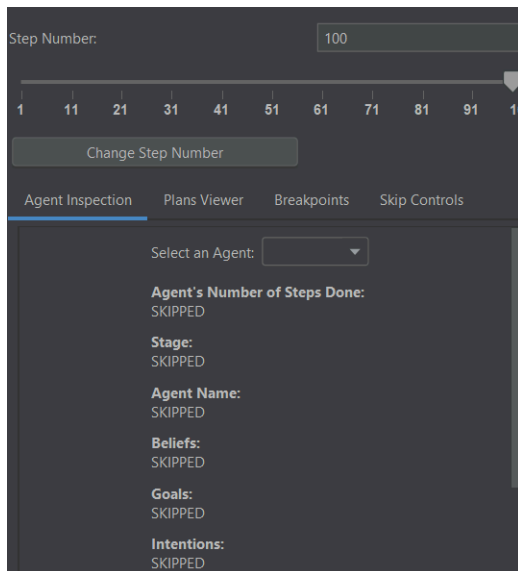 Step Number:
100
1 11 21 31 41 51 61 71 81 91
Change Step Number
Agent Inspection Plans Viewer Breakpoints Skip Controls
Select an Agent:
Agent's Number of Steps Done:
SKIPPED
Stage:
SKIPPED
Agent Name:
SKIPPED
Beliefs:
SKIPPED
Goals:
SKIPPED
Intentions:
SKIPPED